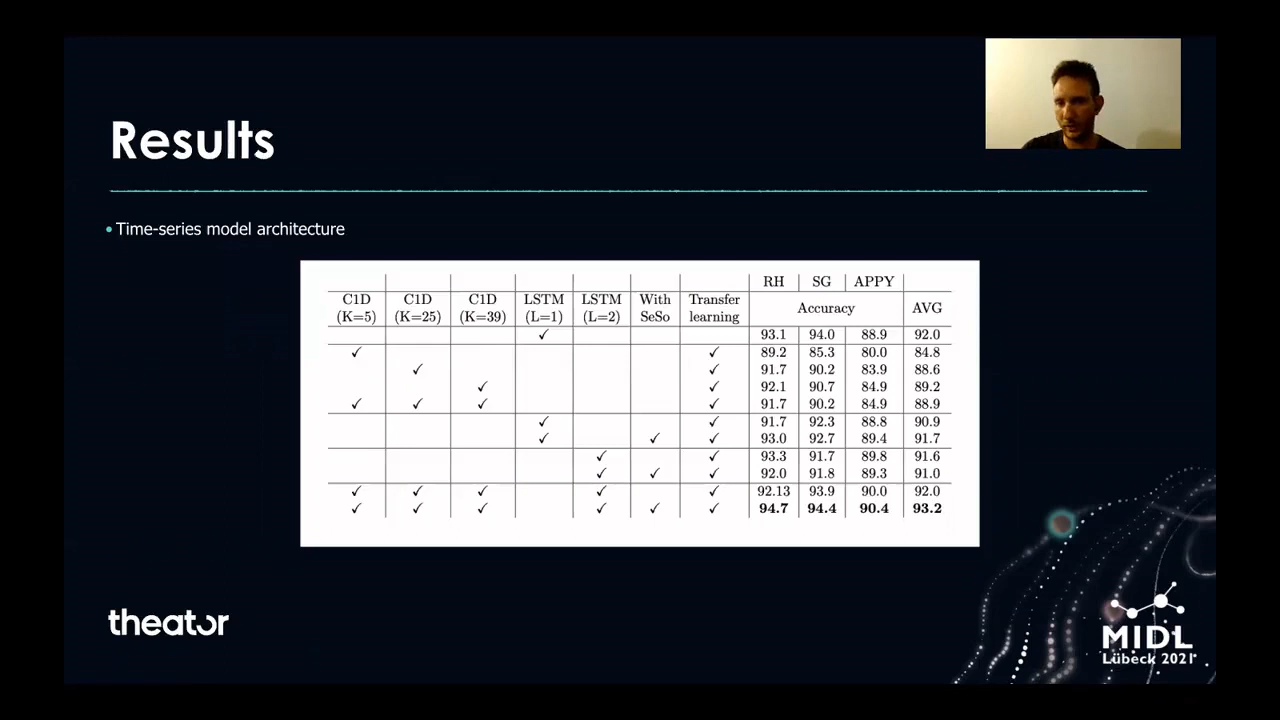 Results
• Time-series model architecture
RH SG APPY
C1D (K=5) C1D (K=25) C1D (K=39) LSTM (L=1) LSTM (L=2) With SeSo Transfer learning Accuracy AVG
✓ 93.1 94.0 88.9 92.0
✓ ✓ 89.2 85.3 80.0 84.8
✓ ✓ 91.7 90.2 83.9 88.6
✓ ✓ 92.1 90.7 84.9 89.2
✓ ✓ ✓ ✓ 91.7 90.2 84.9 88.9
✓ ✓ 91.7 92.3 88.8 90.9
✓ ✓ ✓ 93.0 92.7 89.4 91.7
✓ ✓ 93.3 91.7 89.8 91.6
✓ ✓ ✓ 92.0 91.8 89.3 91.0
✓ ✓ ✓ ✓ ✓ 92.13 93.9 90.0 92.0
✓ ✓ ✓ ✓ ✓ ✓ 94.7 94.4 90.4 93.2
theator
MIDL
Lübeck 2021